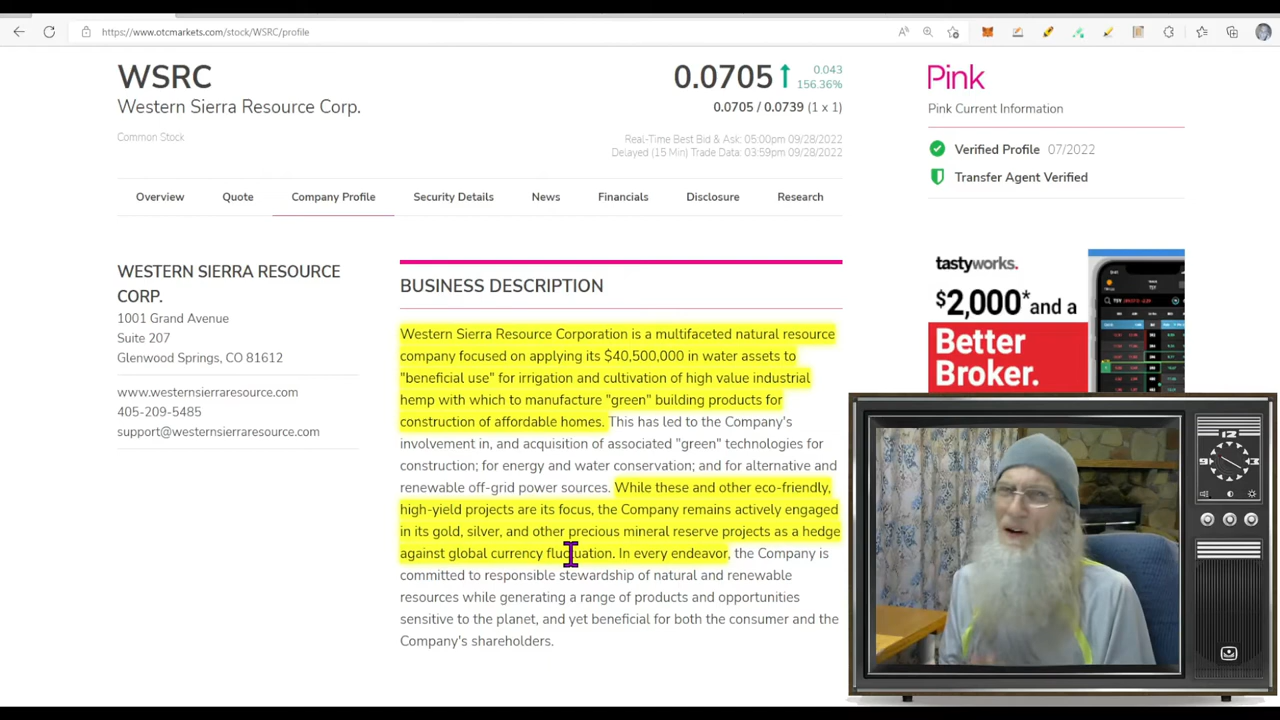 https://www.otcmarkets.com/stock/WSRC/profile
WSRC
Western Sierra Resource Corp.
Common Stock
0.0705
0.043
156.36%
0.0705 / 0.0739 (1 x 1)
Real-Time Best Bid & Ask: 05:00pm 09/28/2022
Delayed (15 Min) Trade Data: 03:59pm 09/28/2022
Pink
Pink Current Information
Verified Profile 07/2022
Transfer Agent Verified
Overview
Quote
Company Profile
Security Details
News
Financials
Disclosure
Research
WESTERN SIERRA RESOURCE
CORP.
1001 Grand Avenue
Suite 207
Glenwood Springs, CO 81612
www.westernsierraresource.com
405-209-5485
support@westernsierraresource.com
BUSINESS DESCRIPTION
Western Sierra Resource Corporation is a multifaceted natural resource
company focused on applying its $40,500,000 in water assets to
"beneficial use" for irrigation and cultivation of high value industrial
hemp with which to manufacture "green" building products for
construction of affordable homes. This has led to the Company's
involvement in, and acquisition of associated "green" technologies for
construction; for energy and water conservation; and for alternative and
renewable off-grid power sources. While these and other eco-friendly,
high-yield projects are its focus, the Company remains actively engaged
in its gold, silver, and other precious mineral reserve projects as a hedge
against global currency fluctuation. In every endeavor, the Company is
committed to responsible stewardship of natural and renewable
resources while generating a range of products and opportunities
sensitive to the planet, and yet beneficial for both the consumer and the
Company's shareholders.
tastyworks.
$2,000* and a
Better
Broker.
12
3
6
9